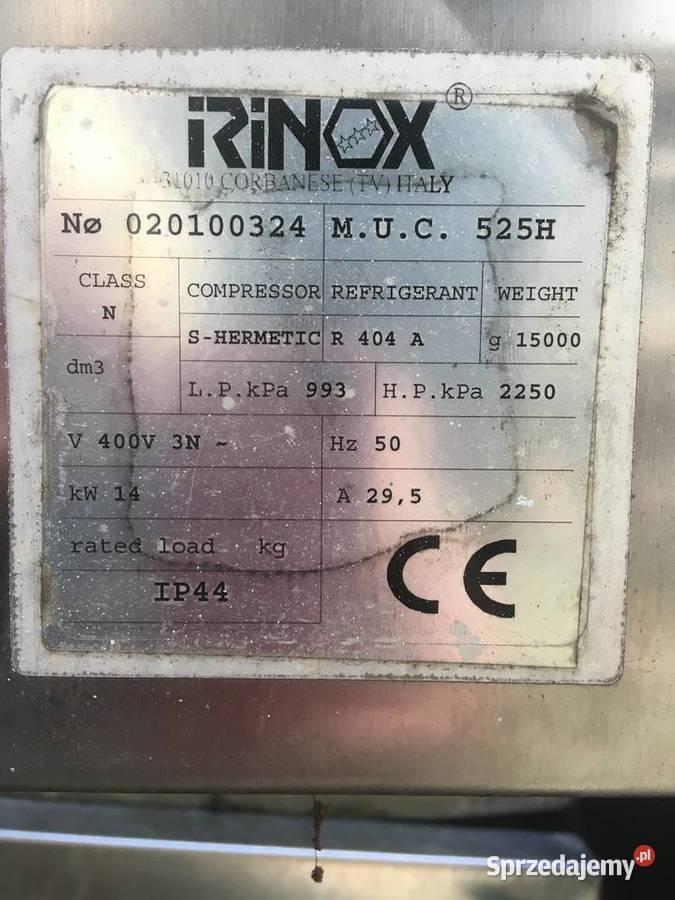 iRiNOX ®
31010 CORBANESE (TV) ITALY
Nø 020100324 M.U.C. 525H
CLASS N
COMPRESSOR REFRIGERANT WEIGHT
S-HERMETIC R 404 A g 15000
dm3
L.P.kPa 993 H.P.kPa 2250
V 400V 3N ~ Hz 50
kW 14 A 29,5
rated load kg
IP44
CE
Sprzedajemy.pl